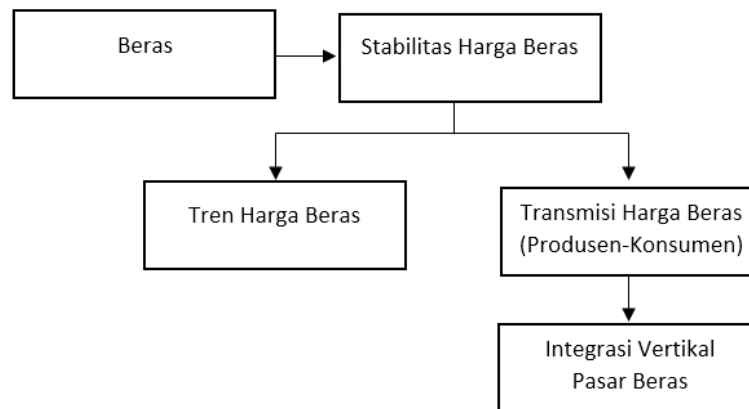 Beras
Stabilitas Harga Beras
Tren Harga Beras
Transmisi Harga Beras
(Produsen-Konsumen)
Integrasi Vertikal
Pasar Beras